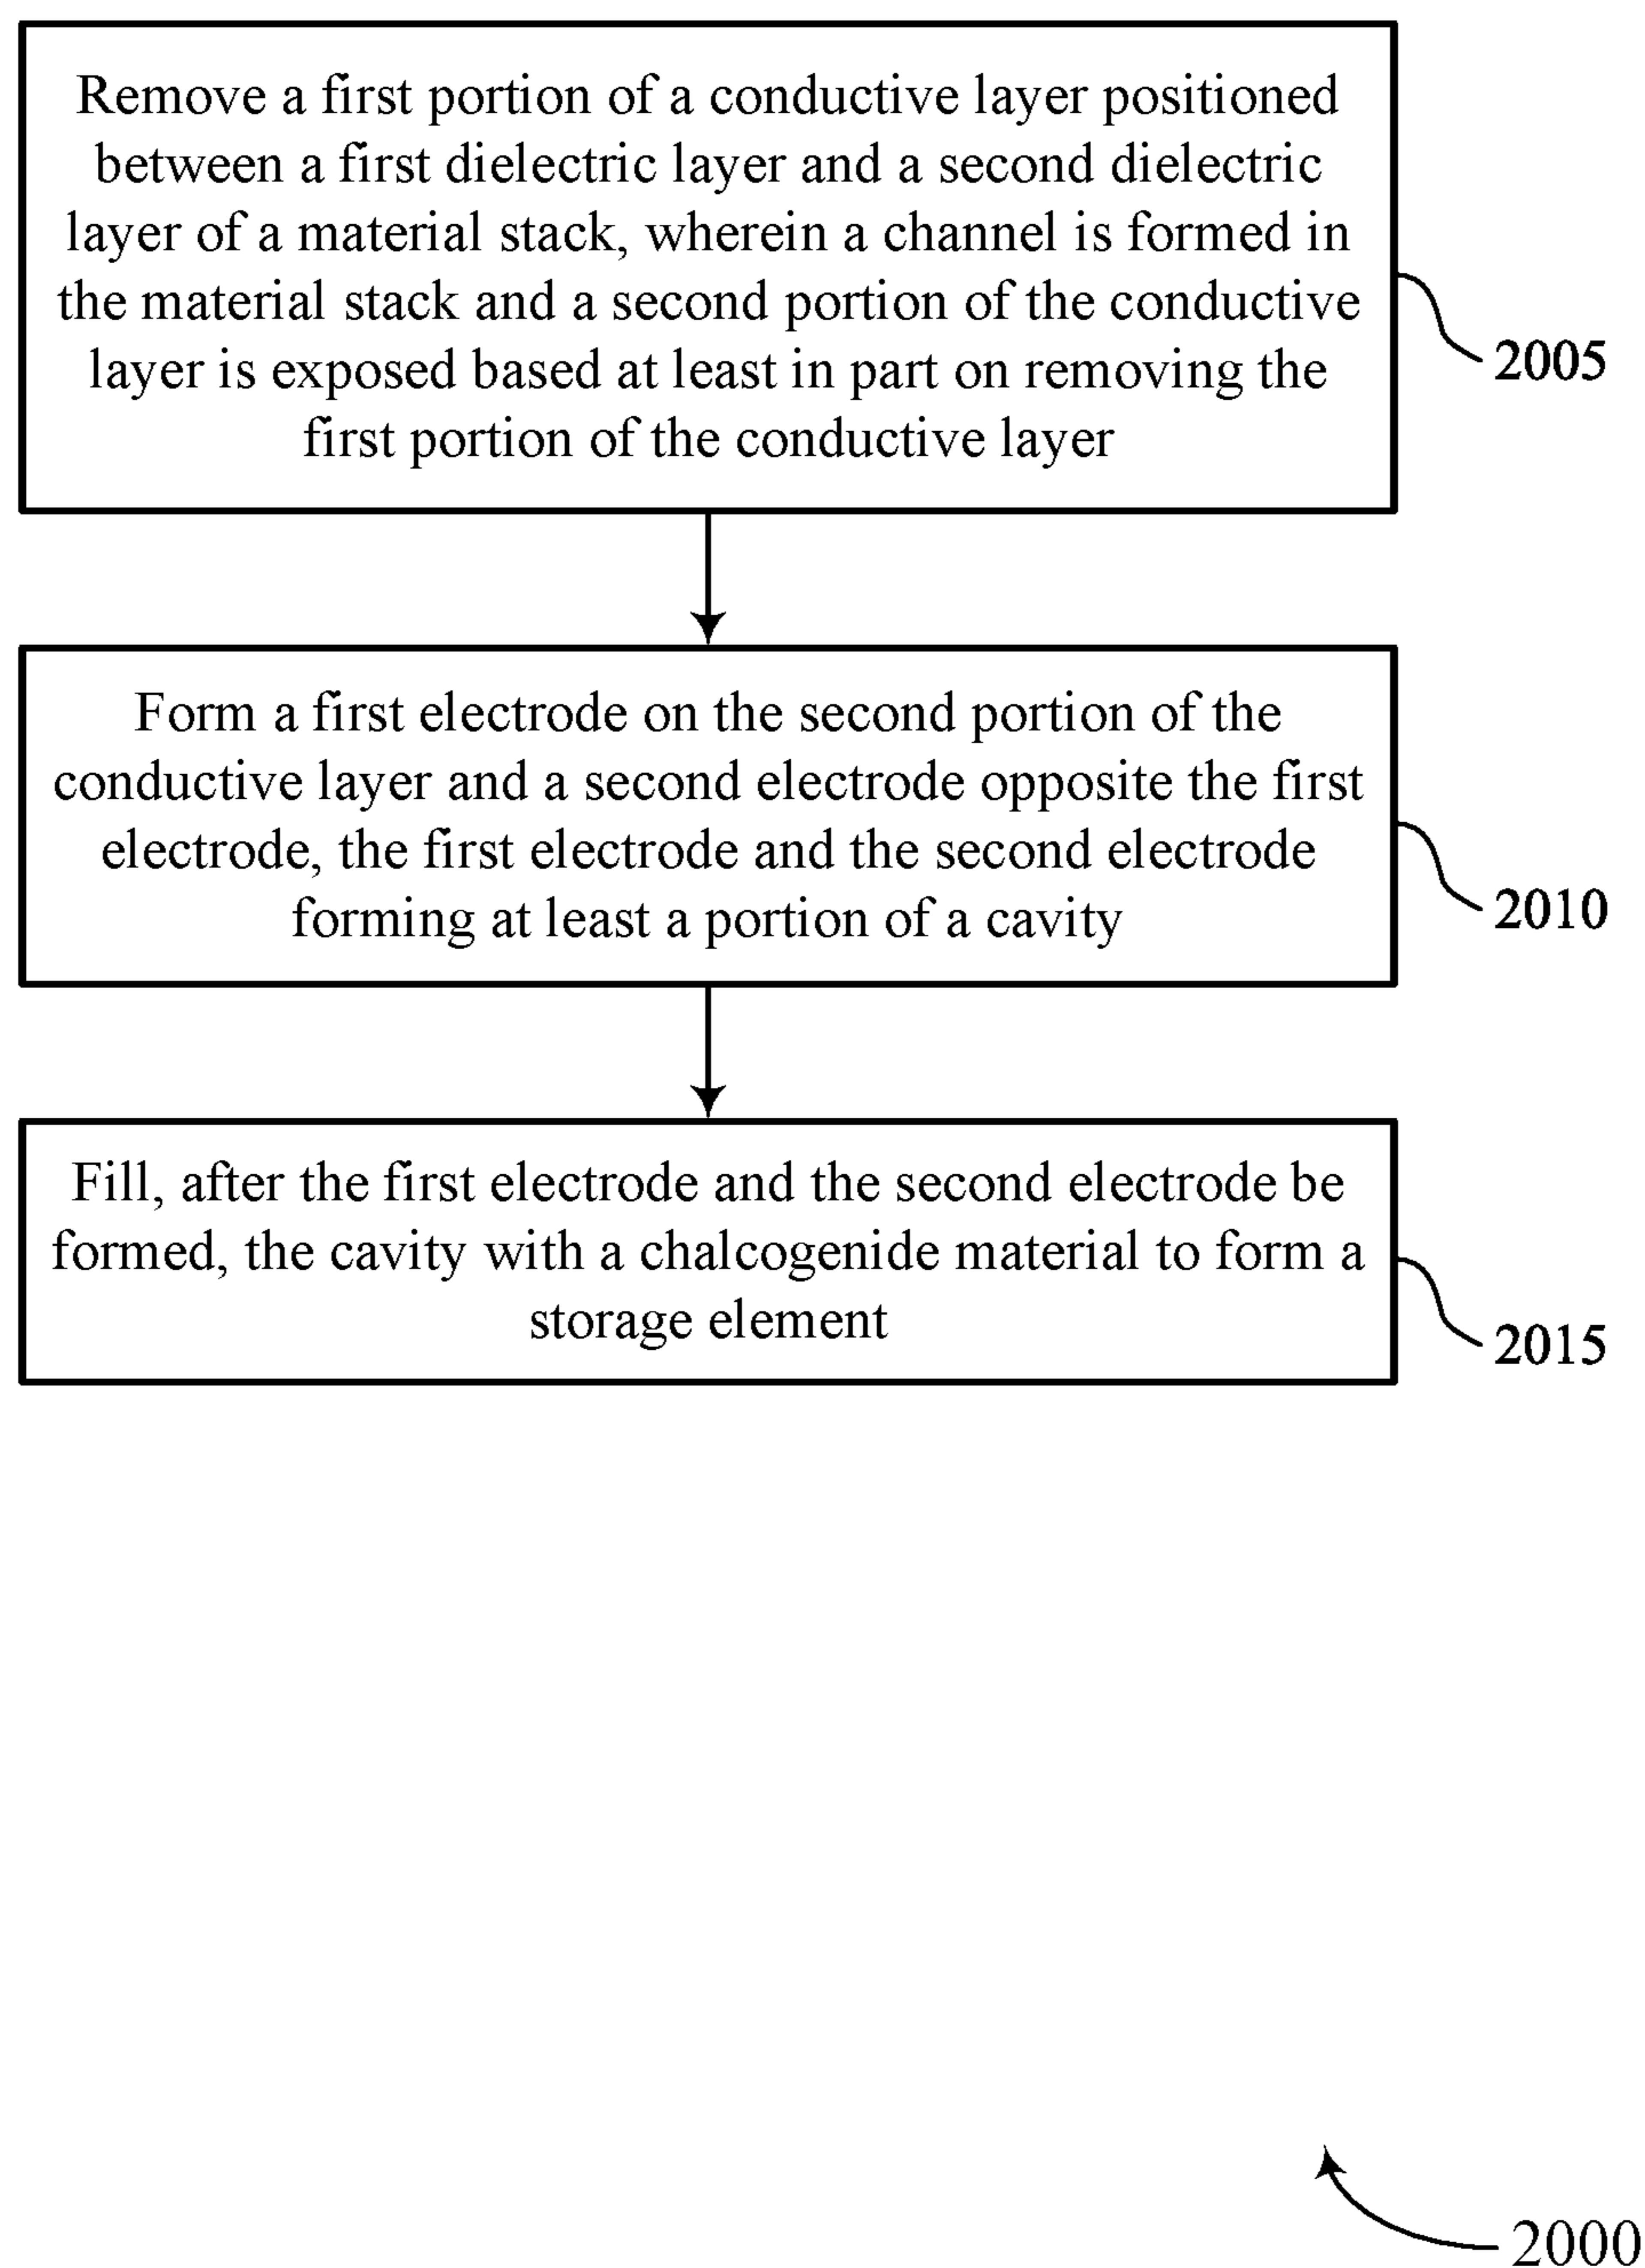 Remove a first portion of a conductive layer positioned
between a first dielectric layer and a second dielectric
layer of a material stack, wherein a channel is formed in
the material stack and a second portion of the conductive
layer is exposed based at least in part on removing the
first portion of the conductive layer
2005
Form a first electrode on the second portion of the
conductive layer and a second electrode opposite the first
electrode, the first electrode and the second electrode
forming at least a portion of a cavity
2010
Fill, after the first electrode and the second electrode be
formed, the cavity with a chalcogenide material to form a
storage element
2015
2000